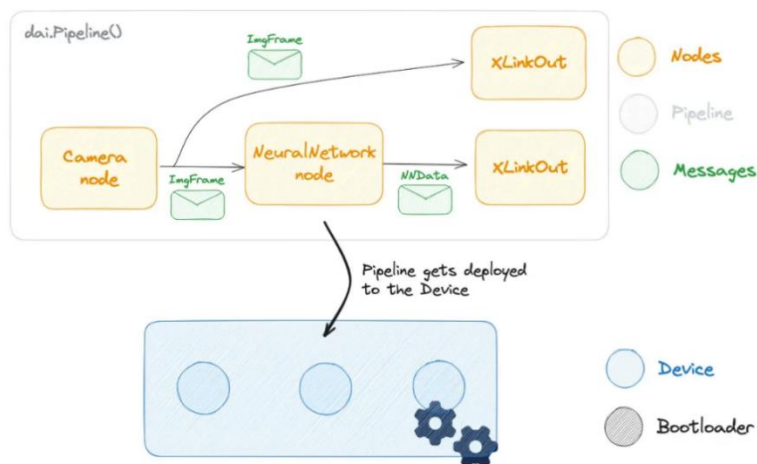 dai.Pipeline()
ImgFrame
XLinkOut
Nodes
Pipeline
Camera
node
ImgFrame
NeuralNetwork
node
NNData
XLinkOut
Messages
Pipeline gets deployed
to the Device
Device
Bootloader